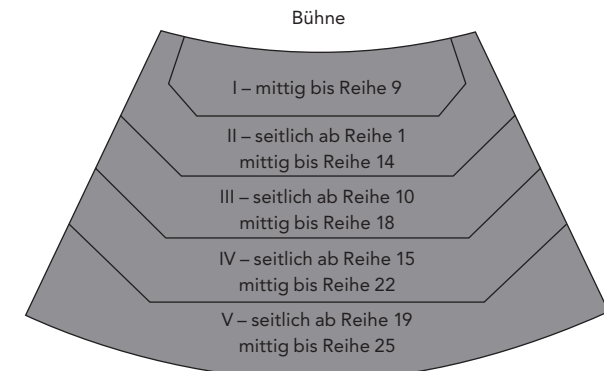 Bühne
I – mittig bis Reihe 9
II – seitlich ab Reihe 1
mittig bis Reihe 14
III – seitlich ab Reihe 10
mittig bis Reihe 18
IV – seitlich ab Reihe 15
mittig bis Reihe 22
V – seitlich ab Reihe 19
mittig bis Reihe 25